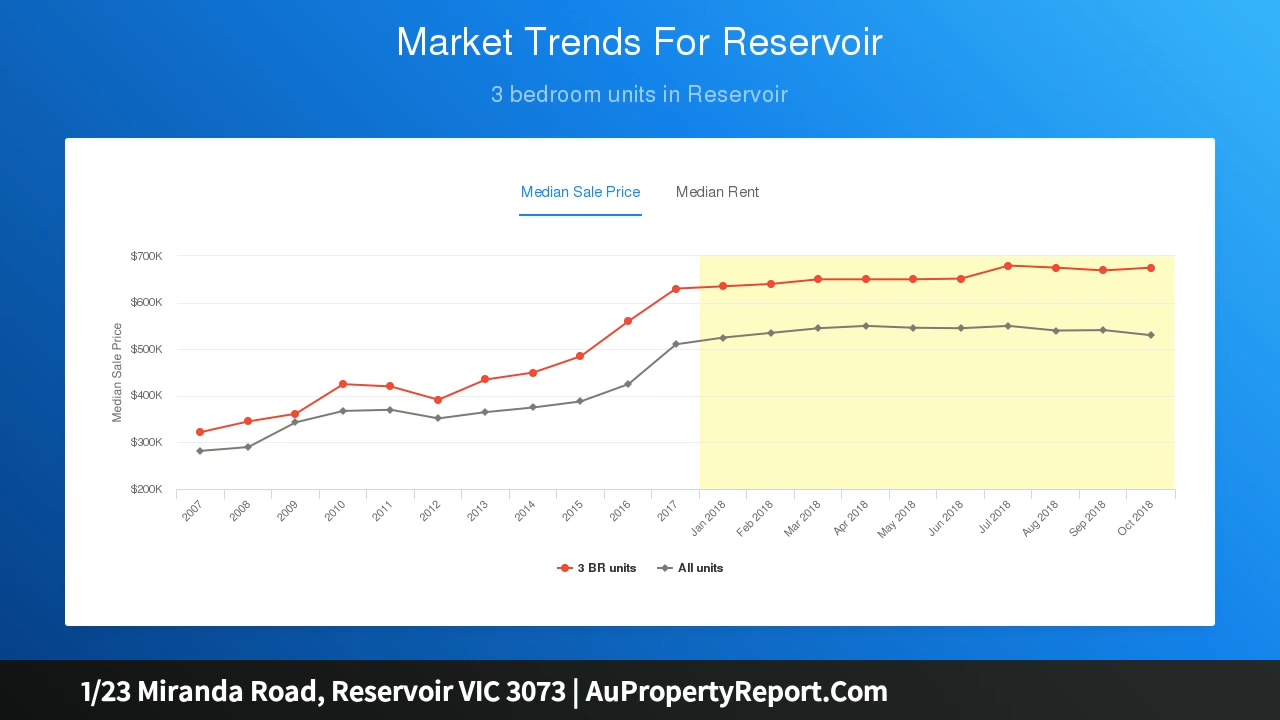 Market Trends For Reservoir
3 bedroom units in Reservoir
Median Sale Price Median Rent
Median Sale Price
$700K
$600K
$500K
$400K
$300K
$200K
2007 2008 2009 2010 2011 2012 2013 2014 2015 2016 2017 Jan 2018 Feb 2018 Mar 2018 Apr 2018 May 2018 Jun 2018 Jul 2018 Aug 2018 Sep 2018 Oct 2018
3 BR units All units
1/23 Miranda Road, Reservoir VIC 3073 | AuPropertyReport.Com